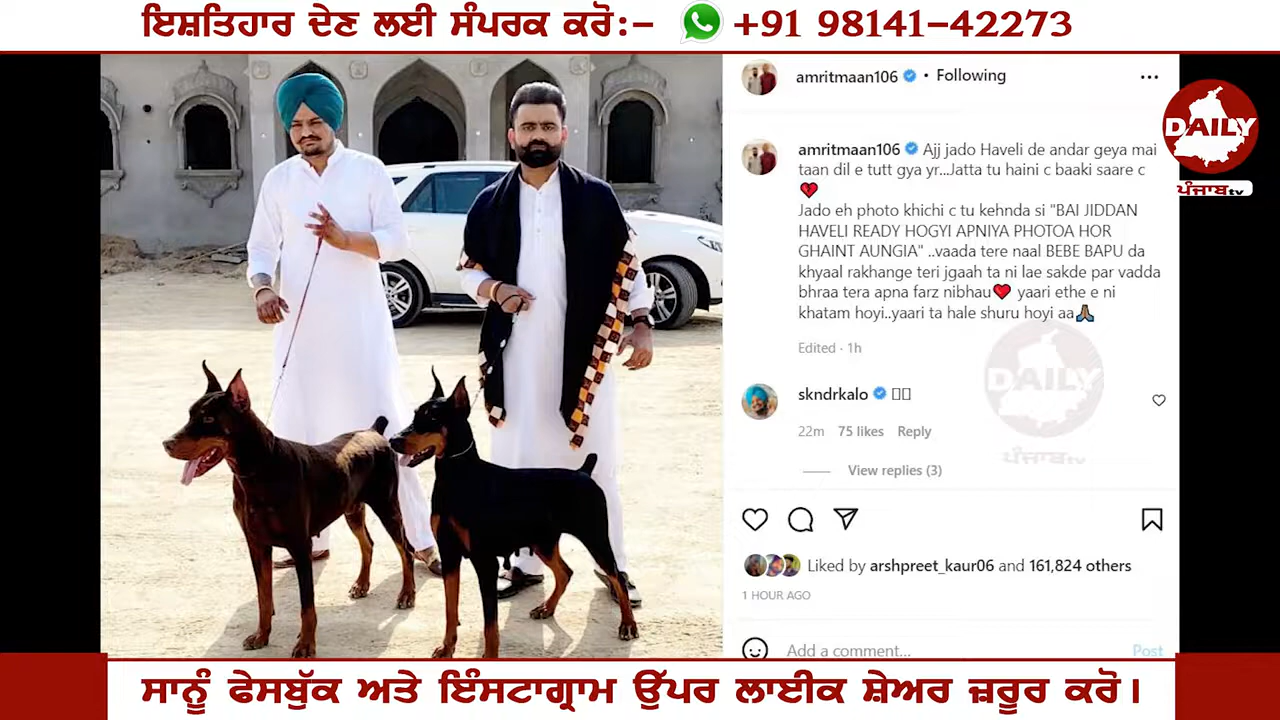 ਇਸ਼ਤਿਹਾਰ ਦੇਣ ਲਈ ਸੰਪਰਕ ਕਰੋ:– +91 98141–42273
amritmaan106 • Following
DAILY
ਪੰਜਾਬ tv
amritmaan106 Ajj jado Haveli de andar geya mai
taan dil e tutt gya yr...Jatta tu haini c baaki saare c
💔
Jado eh photo khichi c tu kehnda si "BAI JIDDAN
HAVELI READY HOGYI APNIYA PHOTOA HOR
GHAINT AUNGIA" ..vaada tere naal BEBE BAPU da
khyaal rakhange teri jgaah ta ni lae sakde par vadda
bhraa tera apna farz nibhau❤️ yaari ethe e ni
khatam hoyi..yaari ta hale shuru hoyi aa🙏🏽
Edited · 1h
DAILY
ਪੰਜਾਬ tv
skndrkalo
22m 75 likes Reply
View replies (3)
Liked by arshpreet_kaur06 and 161,824 others
1 HOUR AGO
Add a comment... Post
ਸਾਨੂੰ ਫੇਸਬੁੱਕ ਅਤੇ ਇੰਸਟਾਗ੍ਰਾਮ ਉੱਪਰ ਲਾਈਕ ਸ਼ੇਅਰ ਜ਼ਰੂਰ ਕਰੋ।